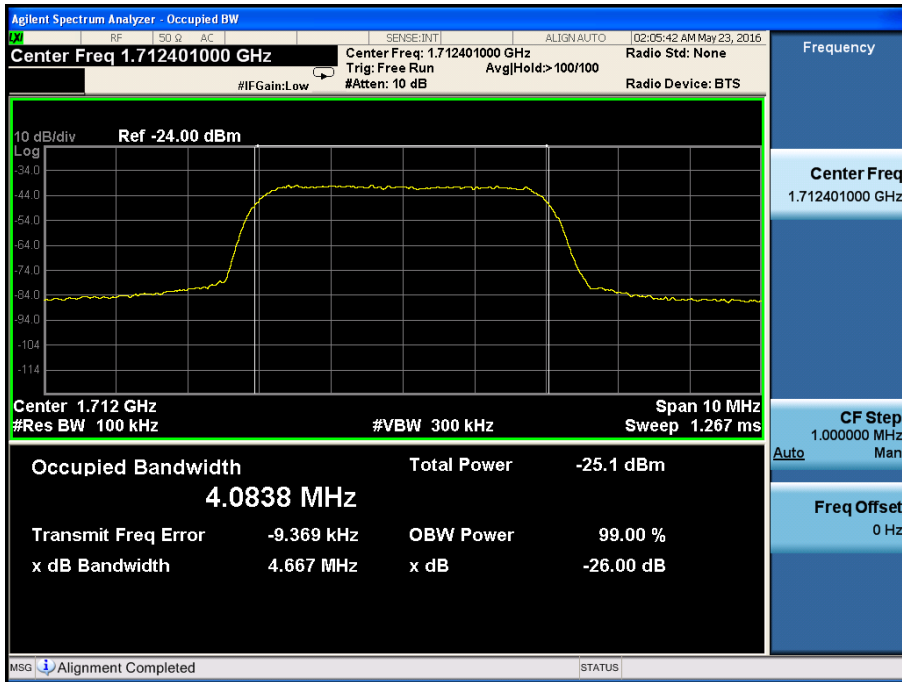 Agilent Spectrum Analyzer - Occupied BW
LXI RF 50 Ω AC SENSE:INT ALIGN AUTO 02:05:42 AM May 23, 2016
Center Freq 1.712401000 GHz
Center Freq: 1.712401000 GHz
Radio Std: None
Trig: Free Run Avg|Hold:> 100/100
#IFGain:Low
#Atten: 10 dB
Radio Device: BTS
Frequency
10 dB/div Ref -24.00 dBm
Log
-34.0
-44.0
-54.0
-64.0
-74.0
-84.0
-94.0
-104
-114
Center 1.712 GHz Span 10 MHz
#Res BW 100 kHz #VBW 300 kHz Sweep 1.267 ms
Occupied Bandwidth Total Power -25.1 dBm
4.0838 MHz
Transmit Freq Error -9.369 kHz OBW Power 99.00 %
x dB Bandwidth 4.667 MHz x dB -26.00 dB
Center Freq
1.712401000 GHz
CF Step
1.000000 MHz
Auto Man
Freq Offset
0 Hz
MSG Alignment Completed STATUS